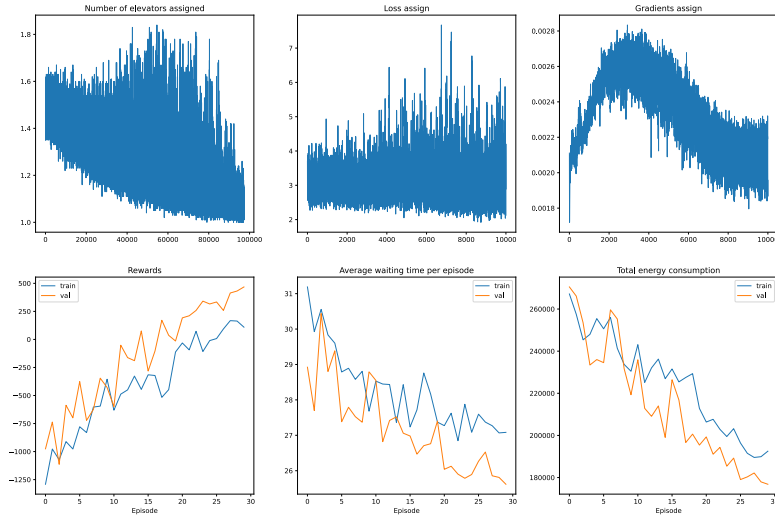 Number of elevators assigned
1.8
1.6
1.4
1.2
1.0
0 20000 40000 60000 80000 100000
Loss assign
7
6
5
4
3
2
0 2000 4000 6000 8000 10000
Gradients assign
0.0028
0.0026
0.0024
0.0022
0.0020
0.0018
0 2000 4000 6000 8000 1000
Rewards
train
val
500
250
0
−250
−500
−750
−1000
−1250
0 5 10 15 20 25 30
Episode
Average waiting time per episode
train
val
31
30
29
28
27
26
0 5 10 15 20 25 30
Episode
Total energy consumption
train
val
260000
240000
220000
200000
180000
0 5 10 15 20 25 30
Episode